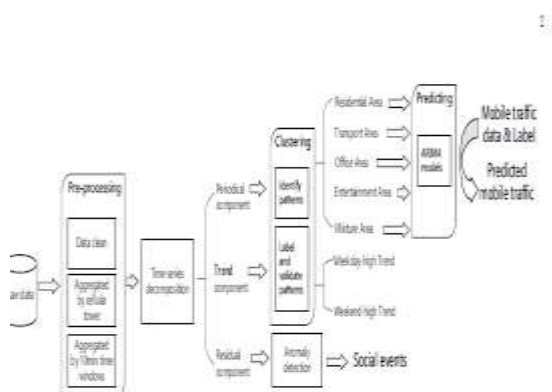 Pre-processing
Data clean
Aggregated
by cellular
tower
Aggregated
by 10min time
windows
Time series
decomposition
Periodical
component
Trend
component
Residual
component
Clustering
Identify
patterns
Label
and
validate
patterns
Anomaly
detection
Social events
Residential Area
Transport Area
Office Area
Entertainment Area
Mixture Area
Weekday high Trend
Weekend high Trend
Predicting
models
Mobile traffic
data & Label
Predicted
mobile traffic